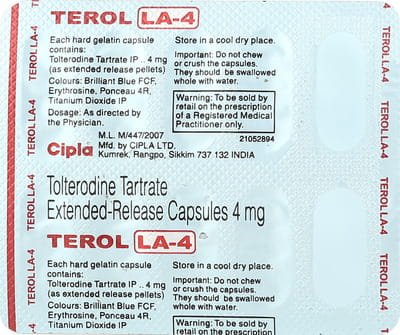 TEROL LA-4
Each hard gelatin capsule
contains:
Tolterodine Tartrate IP .. 4 mg
(as extended release pellets)
Colours: Brilliant Blue FCF,
Erythrosine, Ponceau 4R,
Titanium Dioxide IP
Dosage: As directed by
the Physician.
Store in a cool dry place.
Important: Do not chew
or crush the capsules.
They should be swallowed
whole with water.
Warning: To be sold by
retail on the prescription
of a Registered Medical
Practitioner only.
21052894
M.L. M/447/2007
Cipla Mfd. by CIPLA LTD.
Kumrek, Rangpo, Sikkim 737 132 INDIA
Tolterodine Tartrate
Extended-Release Capsules 4 mg
TEROL LA-4
Each hard gelatin capsule
contains:
Tolterodine Tartrate IP .. 4 mg
(as extended release pellets)
Colours: Brilliant Blue FCF,
Erythrosine, Ponceau 4R,
Titanium Dioxide IP
Store in a cool dry place.
Important: Do not chew
or crush the capsules.
They should be swallowed
whole with water.
Warning: To be sold by
retail on the prescription
TEROL LA-4
TEROL LA-4
TEROL LA-4
TEROL LA-4
TEROL LA-4
TEROL LA-4